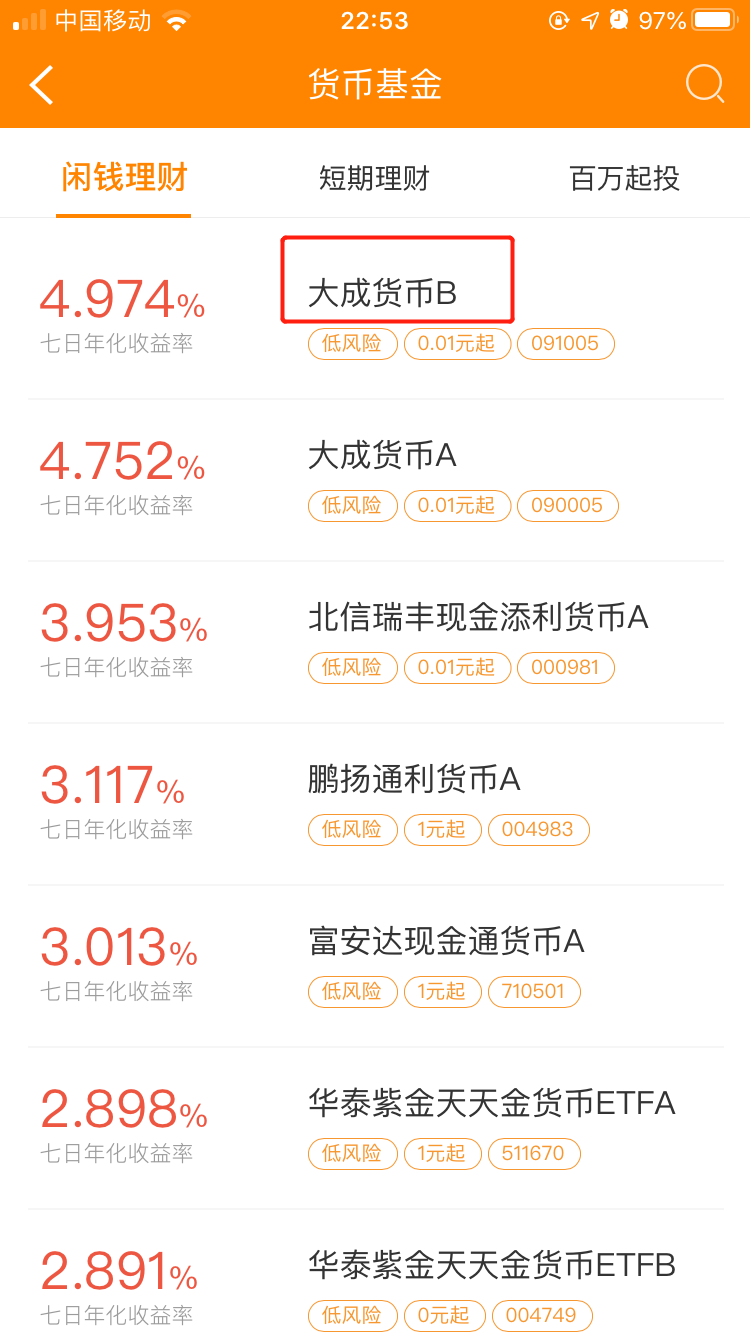 中国移动 22:53 97%
货币基金
闲钱理财 短期理财 百万起投
4.974% 大成货币B
七日年化收益率 低风险 0.01元起 091005
4.752% 大成货币A
七日年化收益率 低风险 0.01元起 090005
3.953% 北信瑞丰现金添利货币A
七日年化收益率 低风险 0.01元起 000981
3.117% 鹏扬通利货币A
七日年化收益率 低风险 1元起 004983
3.013% 富安达现金通货币A
七日年化收益率 低风险 1元起 710501
2.898% 华泰紫金天天金货币ETFA
七日年化收益率 低风险 1元起 511670
2.891% 华泰紫金天天金货币ETFB
七日年化收益率 低风险 0元起 004749